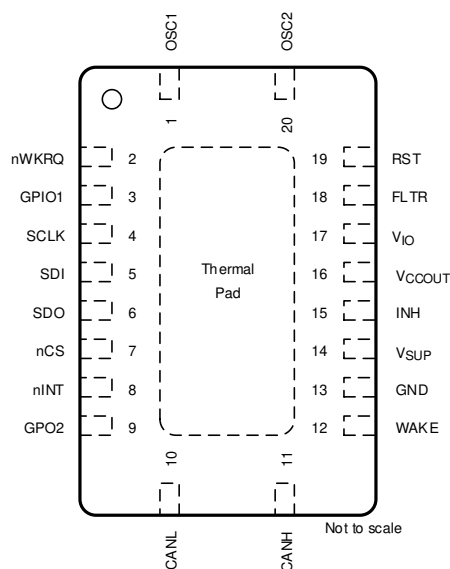 OSC1
OSC2
1
20
nWKRQ 2
19 RST
GPIO1 3
18 FLTR
SCLK 4
17 VIO
SDI 5
16 VCCOUT
SDO 6
15 INH
nCS 7
14 VSUP
nINT 8
13 GND
GPO2 9
12 WAKE
Thermal
Pad
10
11
CANL
CANH
Not to scale